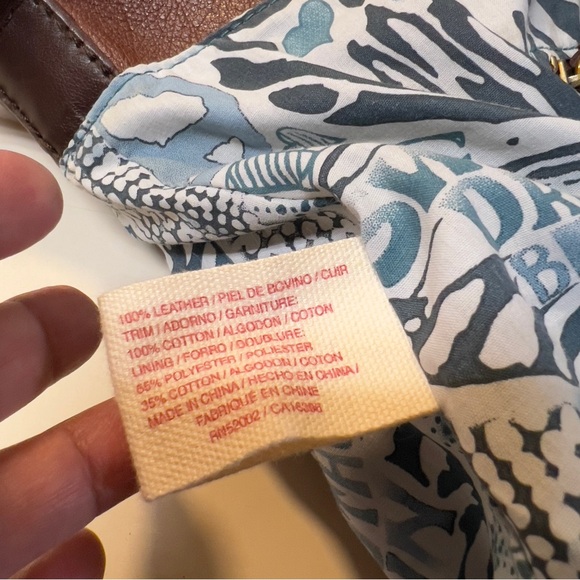 100% LEATHER / PIEL DE BOVINO / CUIR
TRIM / ADORNO / GARNITURE:
100% COTTON / ALGODON / COTON
LINING / FORRO / DOUBLURE:
65% POLYESTER / POLIESTER
35% COTTON / ALGODON / COTON
MADE IN CHINA / HECHO EN CHINA /
FABRIQUE EN CHINE
RN52002 / CA16398